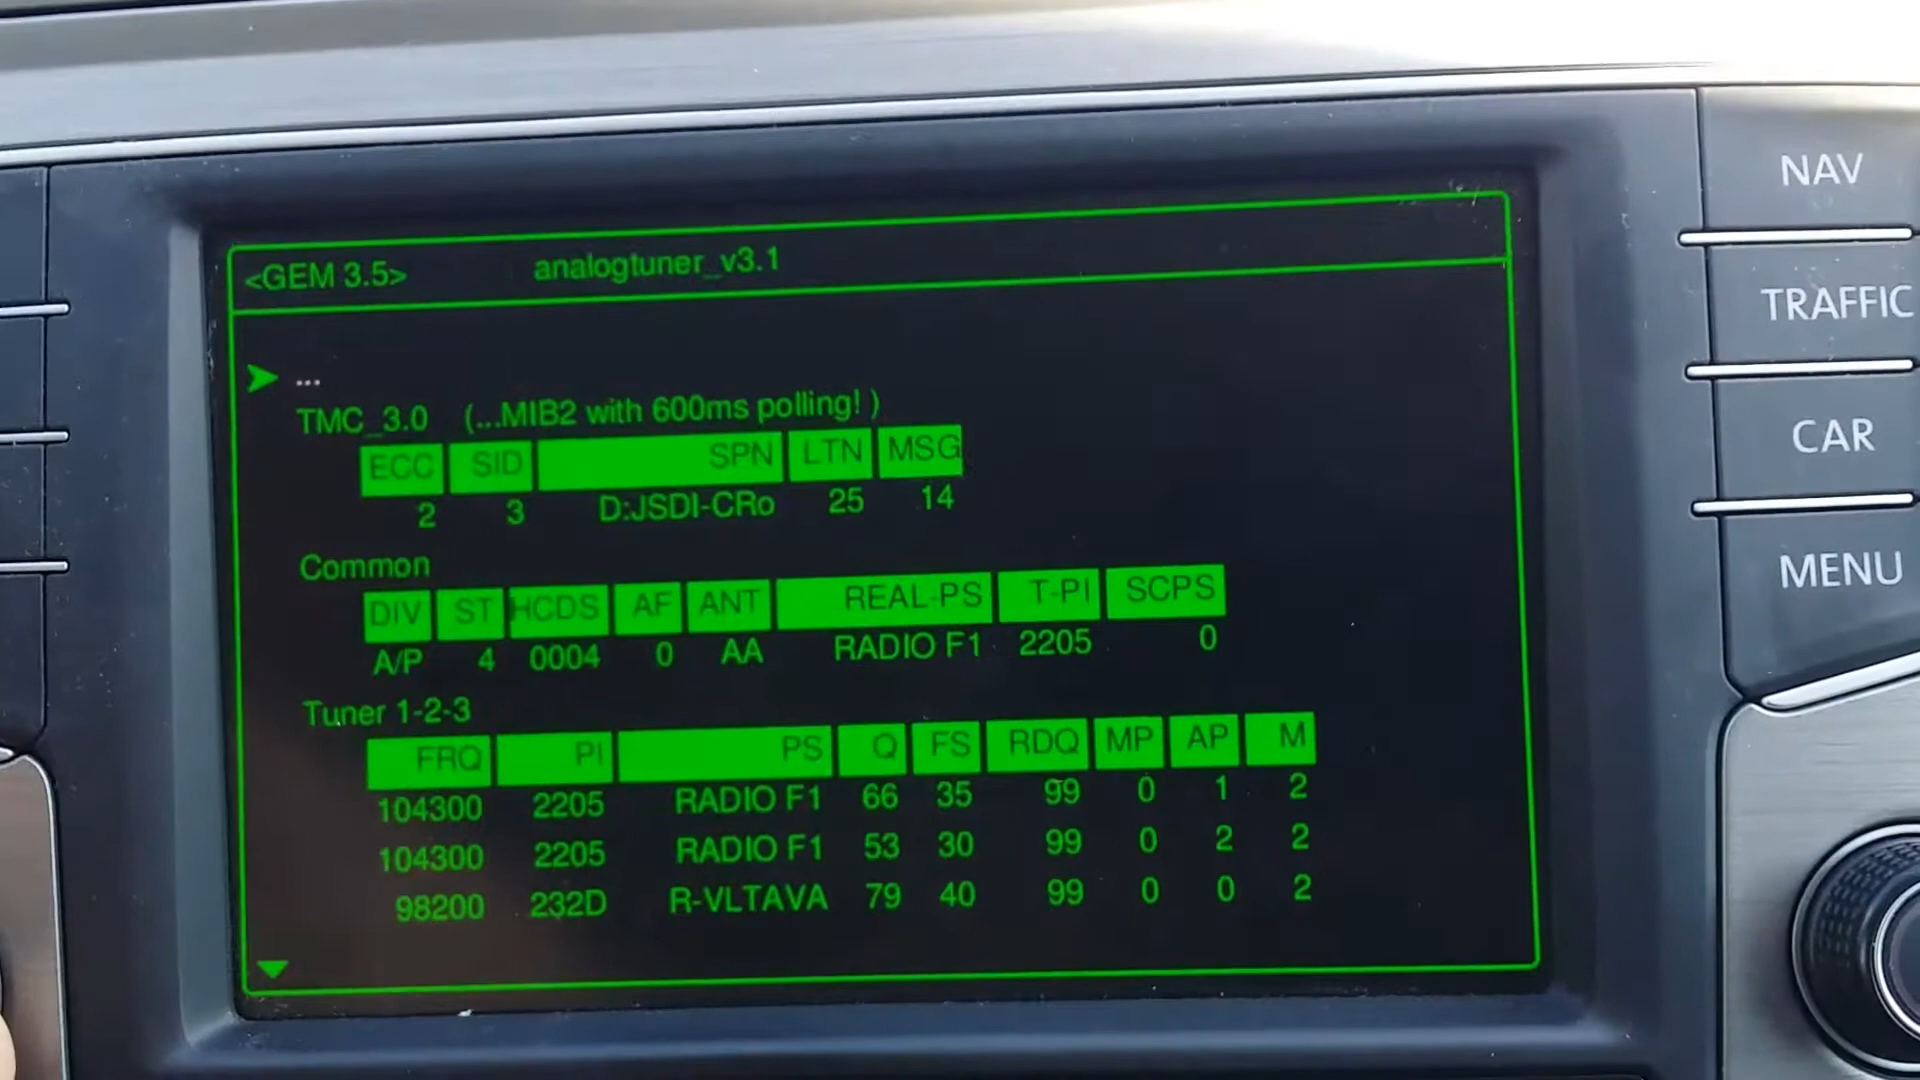 <GEM 3.5> analogtuner_v3.1
...
TMC_3.0 (...MIB2 with 600ms polling! )
ECC SID SPN LTN MSG
2 3 D:JSDI-CRo 25 14
Common
DIV ST HCDS AF ANT REAL-PS T-PI SCPS
A/P 4 0004 0 AA RADIO F1 2205 0
Tuner 1-2-3
FRQ PI PS Q FS RDQ MP AP M
104300 2205 RADIO F1 66 35 99 0 1 2
104300 2205 RADIO F1 53 30 99 0 2 2
98200 232D R-VLTAVA 79 40 99 0 0 2
NAV
TRAFFIC
CAR
MENU